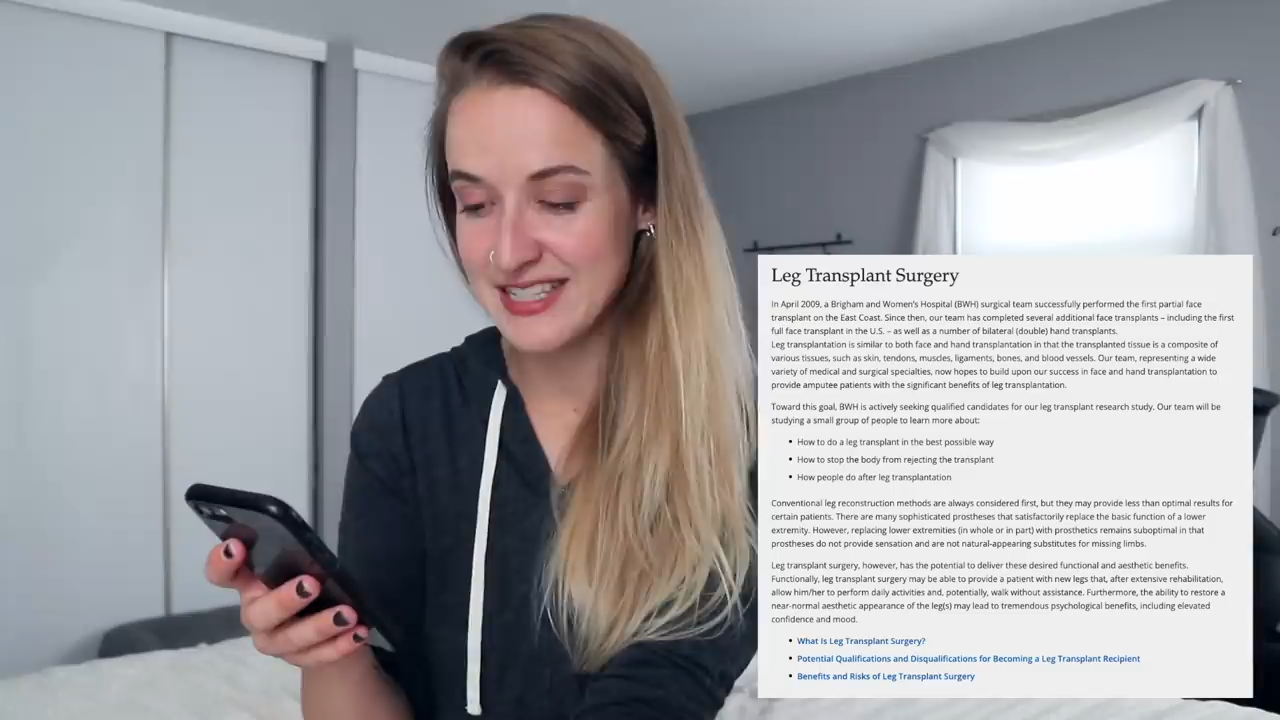 Leg Transplant Surgery
In April 2009, a Brigham and Women's Hospital (BWH) surgical team successfully performed the first partial face
transplant on the East Coast. Since then, our team has completed several additional face transplants – including the first
full face transplant in the U.S. – as well as a number of bilateral (double) hand transplants.
Leg transplantation is similar to both face and hand transplantation in that the transplanted tissue is a composite of
various tissues, such as skin, tendons, muscles, ligaments, bones, and blood vessels. Our team, representing a wide
variety of medical and surgical specialties, now hopes to build upon our success in face and hand transplantation to
provide amputee patients with the significant benefits of leg transplantation.
Toward this goal, BWH is actively seeking qualified candidates for our leg transplant research study. Our team will be
studying a small group of people to learn more about:
• How to do a leg transplant in the best possible way
• How to stop the body from rejecting the transplant
• How people do after leg transplantation
Conventional leg reconstruction methods are always considered first, but they may provide less than optimal results for
certain patients. There are many sophisticated prostheses that satisfactorily replace the basic function of a lower
extremity. However, replacing lower extremities (in whole or in part) with prosthetics remains suboptimal in that
prostheses do not provide sensation and are not natural-appearing substitutes for missing limbs.
Leg transplant surgery, however, has the potential to deliver these desired functional and aesthetic benefits.
Functionally, leg transplant surgery may be able to provide a patient with new legs that, after extensive rehabilitation,
allow him/her to perform daily activities and, potentially, walk without assistance. Furthermore, the ability to restore a
near-normal aesthetic appearance of the leg(s) may lead to tremendous psychological benefits, including elevated
confidence and mood.
• What Is Leg Transplant Surgery?
• Potential Qualifications and Disqualifications for Becoming a Leg Transplant Recipient
• Benefits and Risks of Leg Transplant Surgery